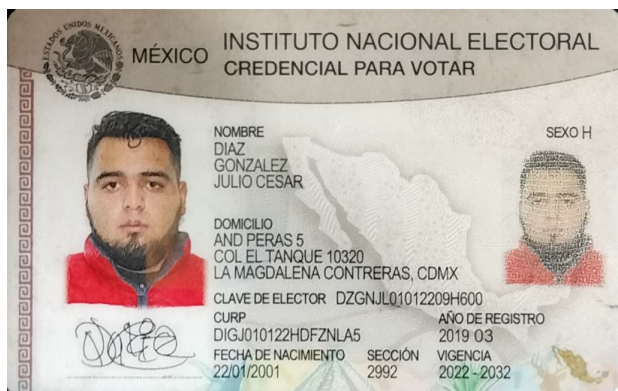 ESTADOS UNIDOS MEXICANOS
MÉXICO
INSTITUTO NACIONAL ELECTORAL
CREDENCIAL PARA VOTAR
NOMBRE
SEXO H
DIAZ
GONZALEZ
JULIO CESAR
DOMICILIO
AND PERAS 5
COL EL TANQUE 10320
LA MAGDALENA CONTRERAS, CDMX
CLAVE DE ELECTOR DZGNJL01012209H600
CURP AÑO DE REGISTRO
DIGJ010122HDFZNLA5 2019 03
FECHA DE NACIMIENTO SECCIÓN VIGENCIA
22/01/2001 2992 2022 - 2032